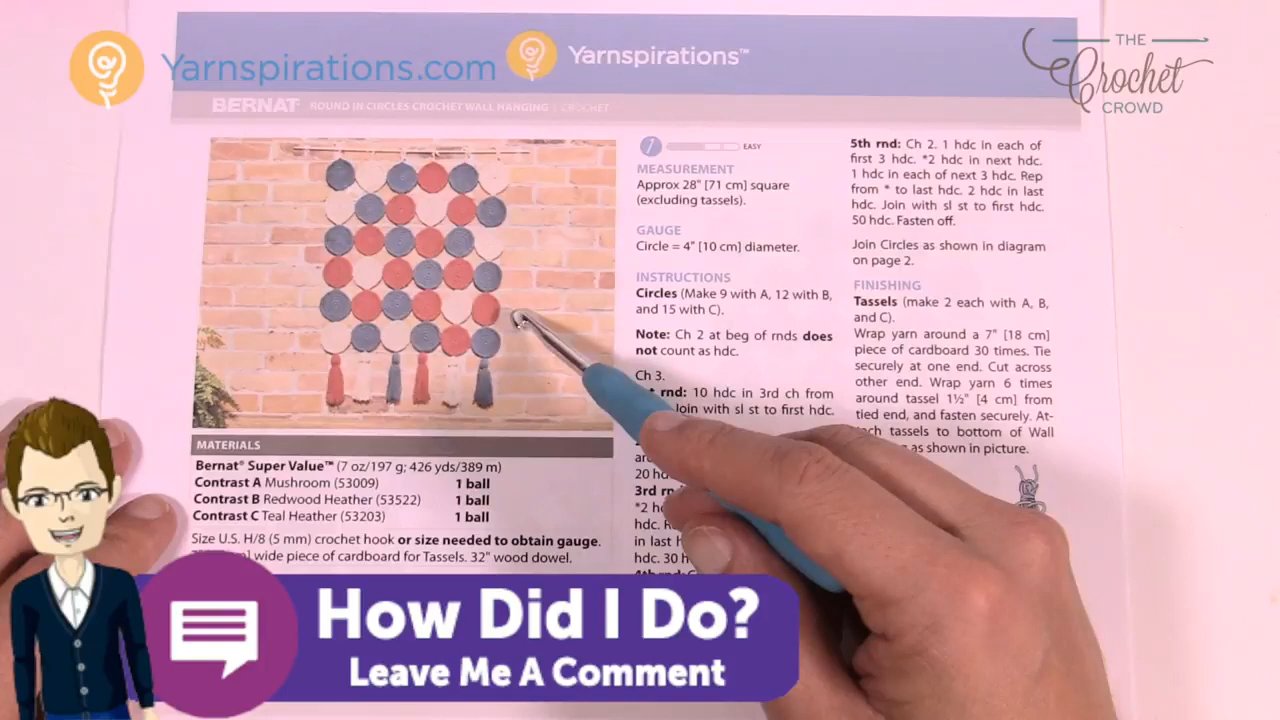 Yarnspirations.com
Yarnspirations™
THE
Crochet
CROWD
BERNAT ROUND IN CIRCLES CROCHET WALL HANGING | CROCHET
EASY
MEASUREMENT
Approx 28" [71 cm] square
(excluding tassels).
GAUGE
Circle = 4" [10 cm] diameter.
INSTRUCTIONS
Circles (Make 9 with A, 12 with B,
and 15 with C).
Note: Ch 2 at beg of rnds does
not count as hdc.
Ch 3.
rnd: 10 hdc in 3rd ch from
Join with sl st to first hdc.
20
3rd
*2
hdc.
in last
hdc. 30
5th rnd: Ch 2. 1 hdc in each of
first 3 hdc. *2 hdc in next hdc.
1 hdc in each of next 3 hdc. Rep
from * to last hdc. 2 hdc in last
hdc. Join with sl st to first hdc.
50 hdc. Fasten off.
Join Circles as shown in diagram
on page 2.
FINISHING
Tassels (make 2 each with A, B,
and C).
Wrap yarn around a 7" [18 cm]
piece of cardboard 30 times. Tie
securely at one end. Cut across
other end. Wrap yarn 6 times
around tassel 1½" [4 cm] from
tied end, and fasten securely. At-
tach tassels to bottom of Wall
as shown in picture.
MATERIALS
Bernat® Super Value™ (7 oz/197 g; 426 yds/389 m)
Contrast A Mushroom (53009) 1 ball
Contrast B Redwood Heather (53522) 1 ball
Contrast C Teal Heather (53203) 1 ball
Size U.S. H/8 (5 mm) crochet hook or size needed to obtain gauge.
wide piece of cardboard for Tassels. 32" wood dowel.
How Did I Do?
Leave Me A Comment